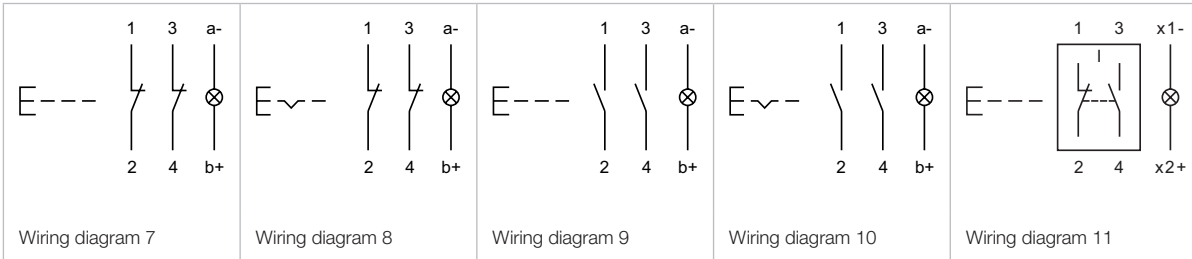 1 3 a-
2 4 b+
Wiring diagram 7
1 3 a-
2 4 b+
Wiring diagram 8
1 3 a-
2 4 b+
Wiring diagram 9
1 3 a-
2 4 b+
Wiring diagram 10
1 3 x1-
I
2 4 x2+
Wiring diagram 11